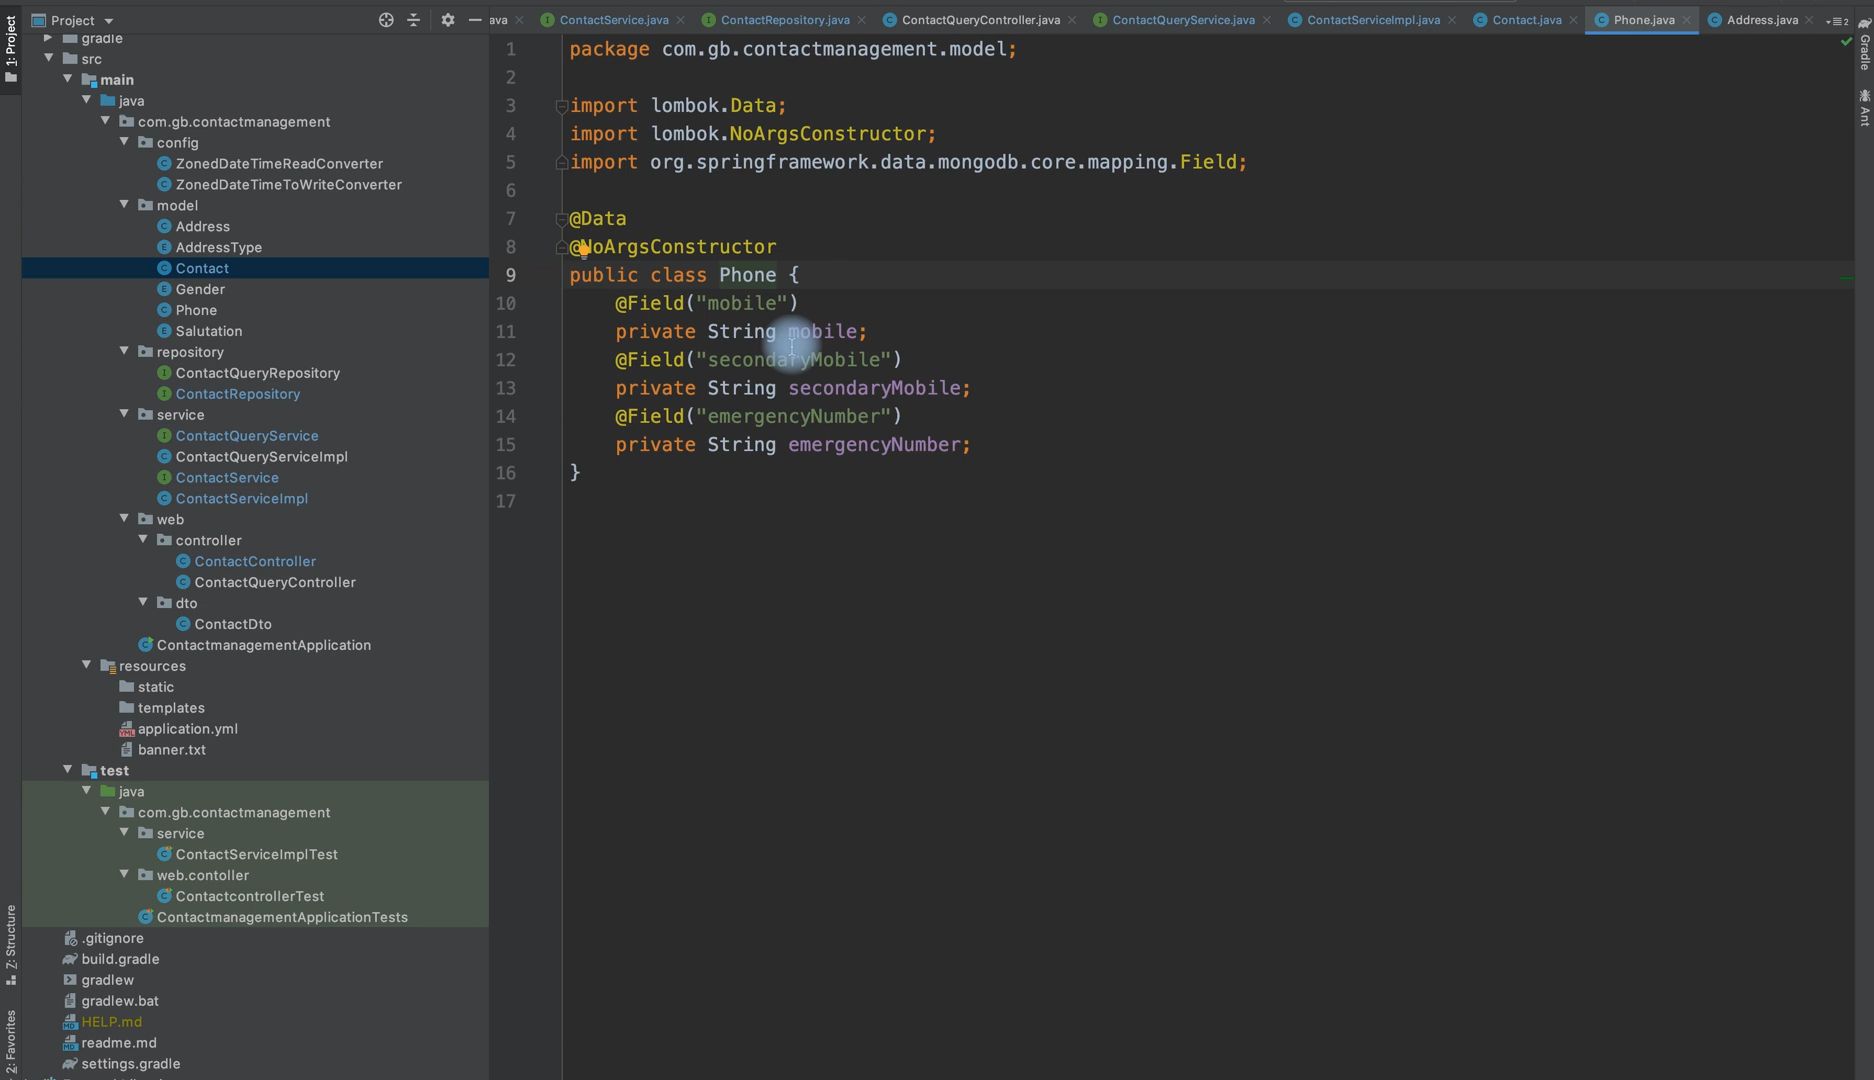 1: Project
Project
ava
ContactService.java
ContactRepository.java
ContactQueryController.java
ContactQueryService.java
ContactServiceImpl.java
Contact.java
Phone.java
Address.java
2
gradle
src
main
java
com.gb.contactmanagement
config
ZonedDateTimeReadConverter
ZonedDateTimeToWriteConverter
model
Address
AddressType
Contact
Gender
Phone
Salutation
repository
ContactQueryRepository
ContactRepository
service
ContactQueryService
ContactQueryServiceImpl
ContactService
ContactServiceImpl
web
controller
ContactController
ContactQueryController
dto
ContactDto
ContactmanagementApplication
resources
static
templates
application.yml
banner.txt
test
java
com.gb.contactmanagement
service
ContactServiceImplTest
web.contoller
ContactcontrollerTest
ContactmanagementApplicationTests
.gitignore
build.gradle
gradlew
gradlew.bat
HELP.md
readme.md
settings.gradle
Z: Structure
2: Favorites
1 package com.gb.contactmanagement.model;
2
3 import lombok.Data;
4 import lombok.NoArgsConstructor;
5 import org.springframework.data.mongodb.core.mapping.Field;
6
7 @Data
8 @NoArgsConstructor
9 public class Phone {
10 @Field("mobile")
11 private String mobile;
12 @Field("secondaryMobile")
13 private String secondaryMobile;
14 @Field("emergencyNumber")
15 private String emergencyNumber;
16 }
17
Gradle
Ant